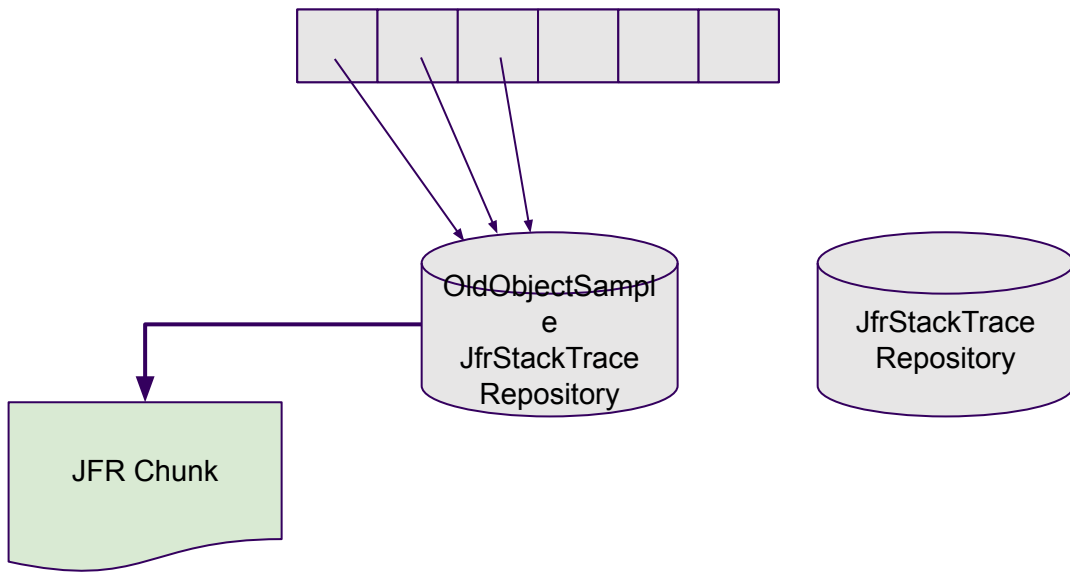 OldObjectSampl
e
JfrStackTrace
Repository
JfrStackTrace
Repository
JFR Chunk